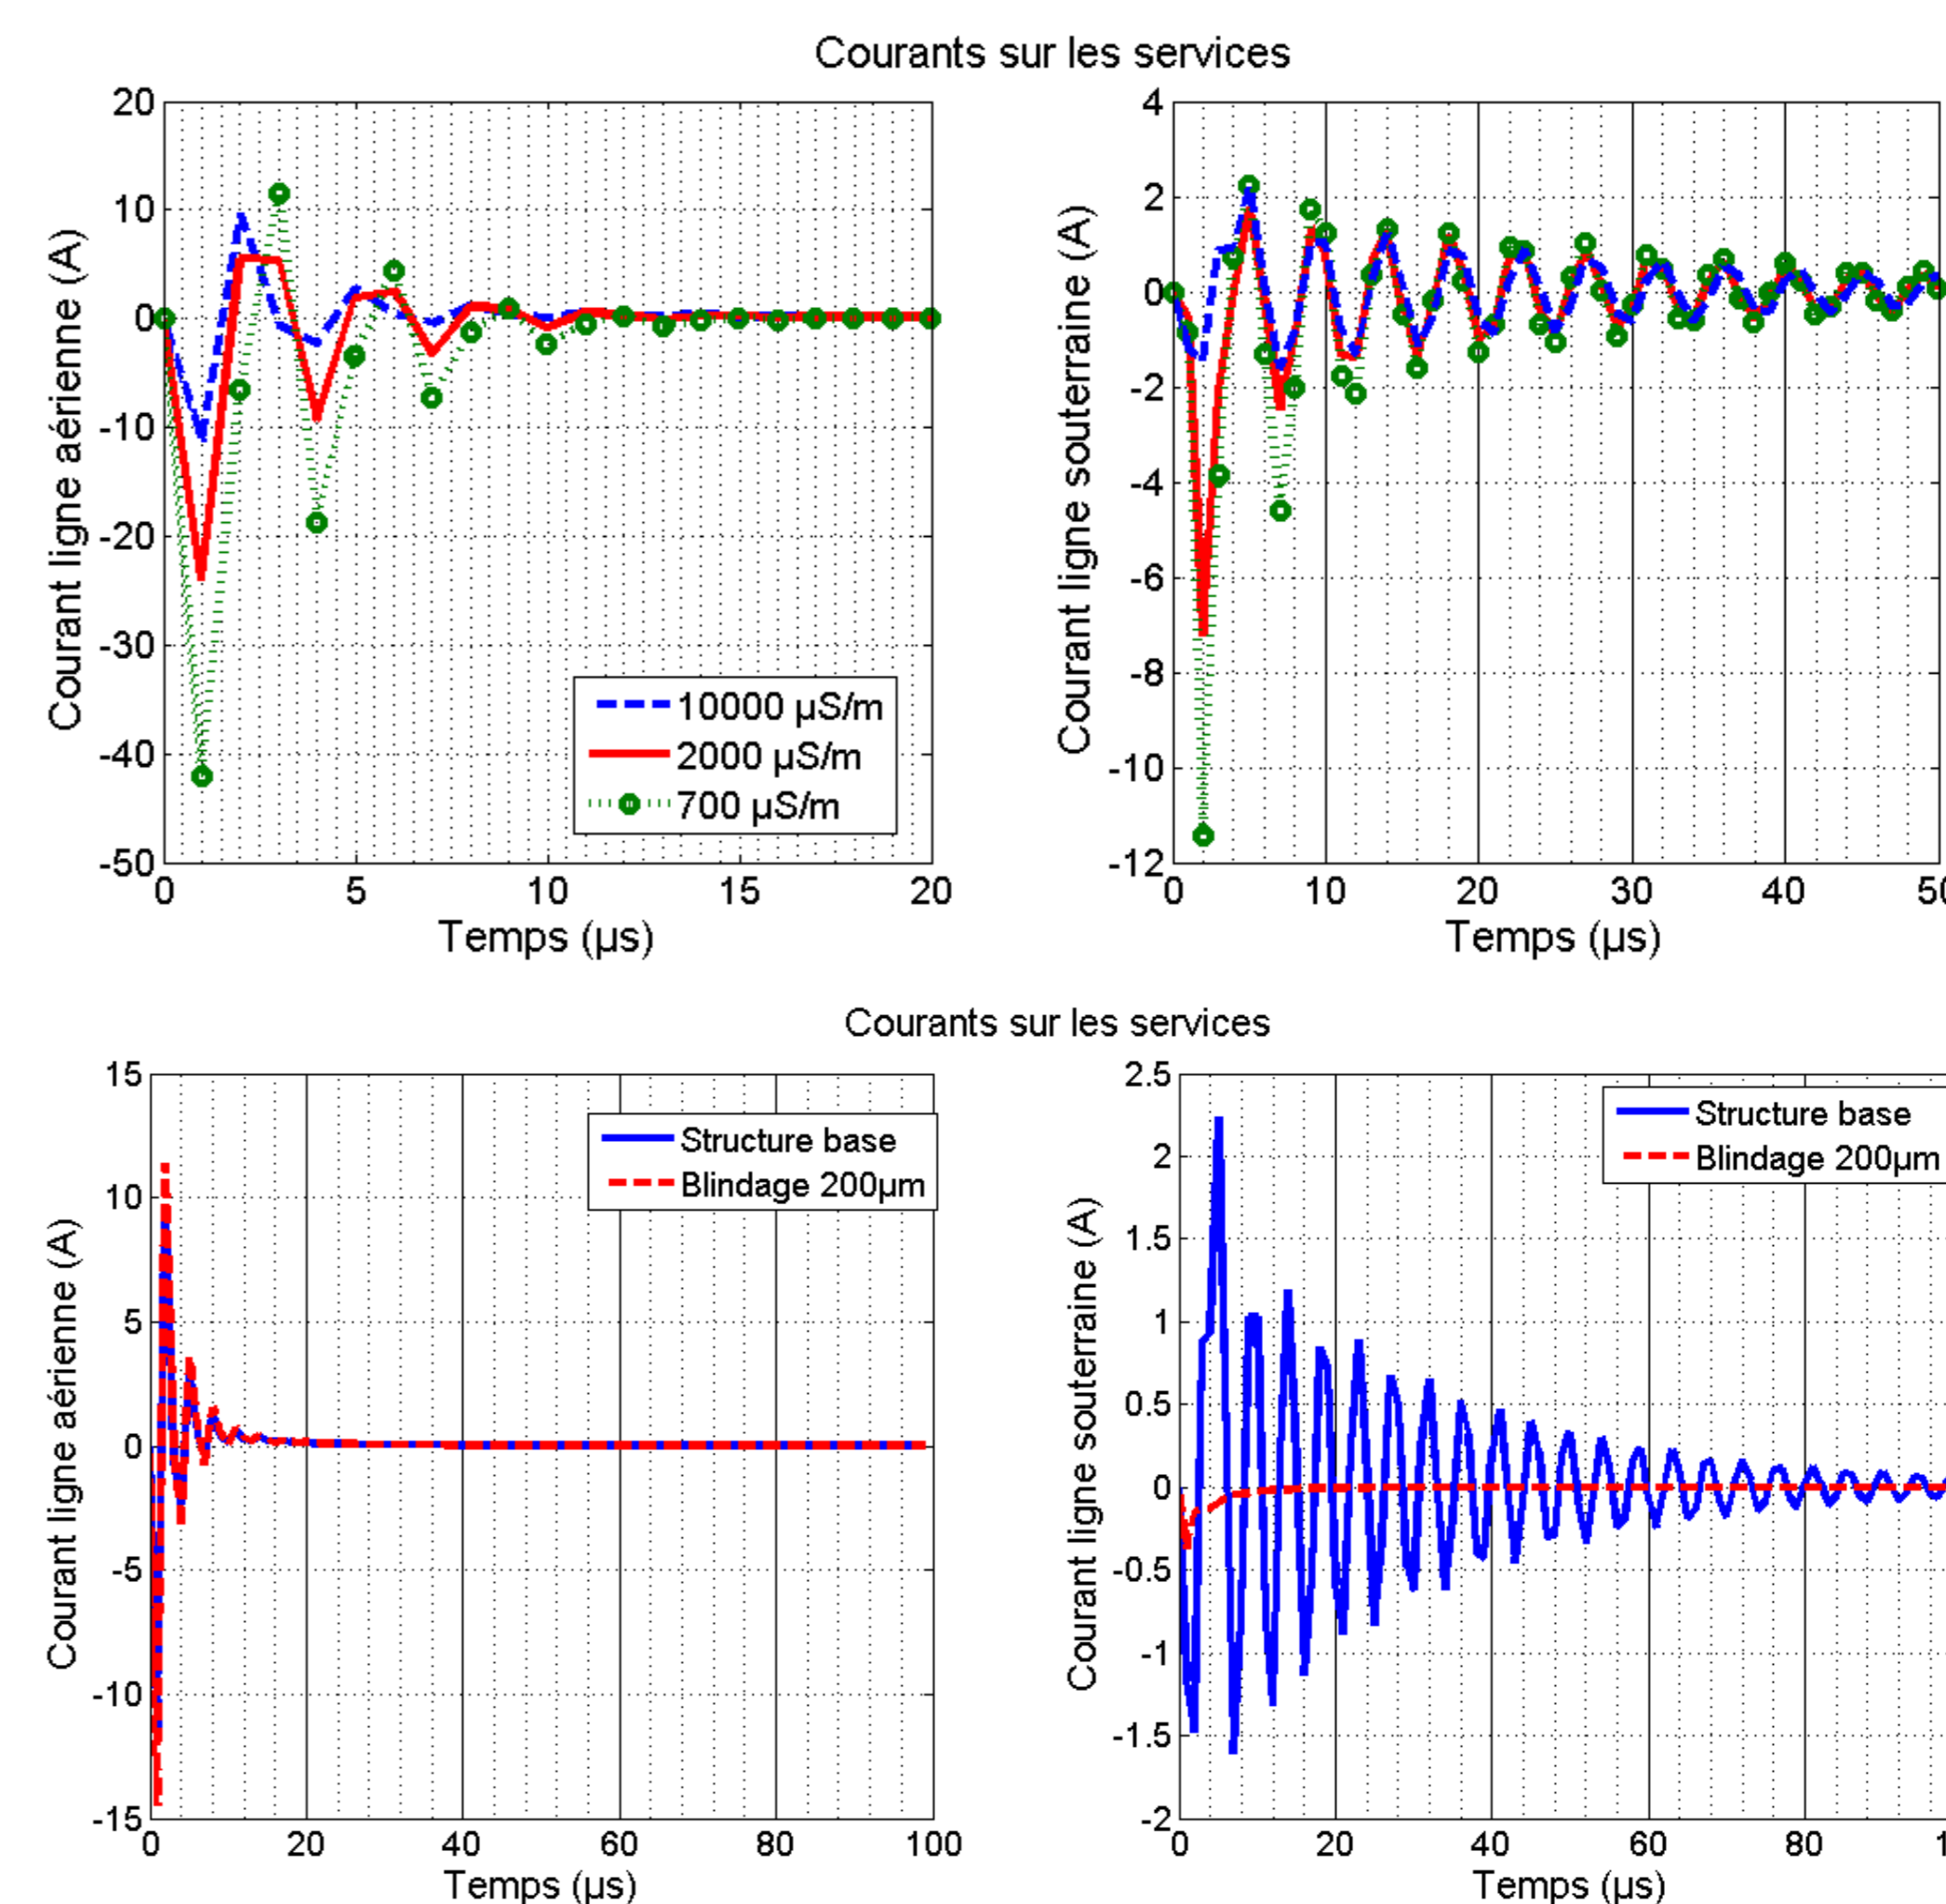 Courants sur les services
Courant ligne aérienne (A)
20
10
0
-10
-20
-30
-40
-50
0 5 10 15 20
Temps (µs)
10000 µS/m
2000 µS/m
700 µS/m
Courant ligne souterraine (A)
4
2
0
-2
-4
-6
-8
-10
-12
0 10 20 30 40
Temps (µs)
Courants sur les services
Courant ligne aérienne (A)
15
10
5
0
-5
-10
-15
0 20 40 60 80 100
Temps (µs)
Structure base
Blindage 200µm
Courant ligne souterraine (A)
2.5
2
1.5
1
0.5
0
-0.5
-1
-1.5
-2
0 20 40 60 80
Temps (µs)
Structure base
Blindage 200µm